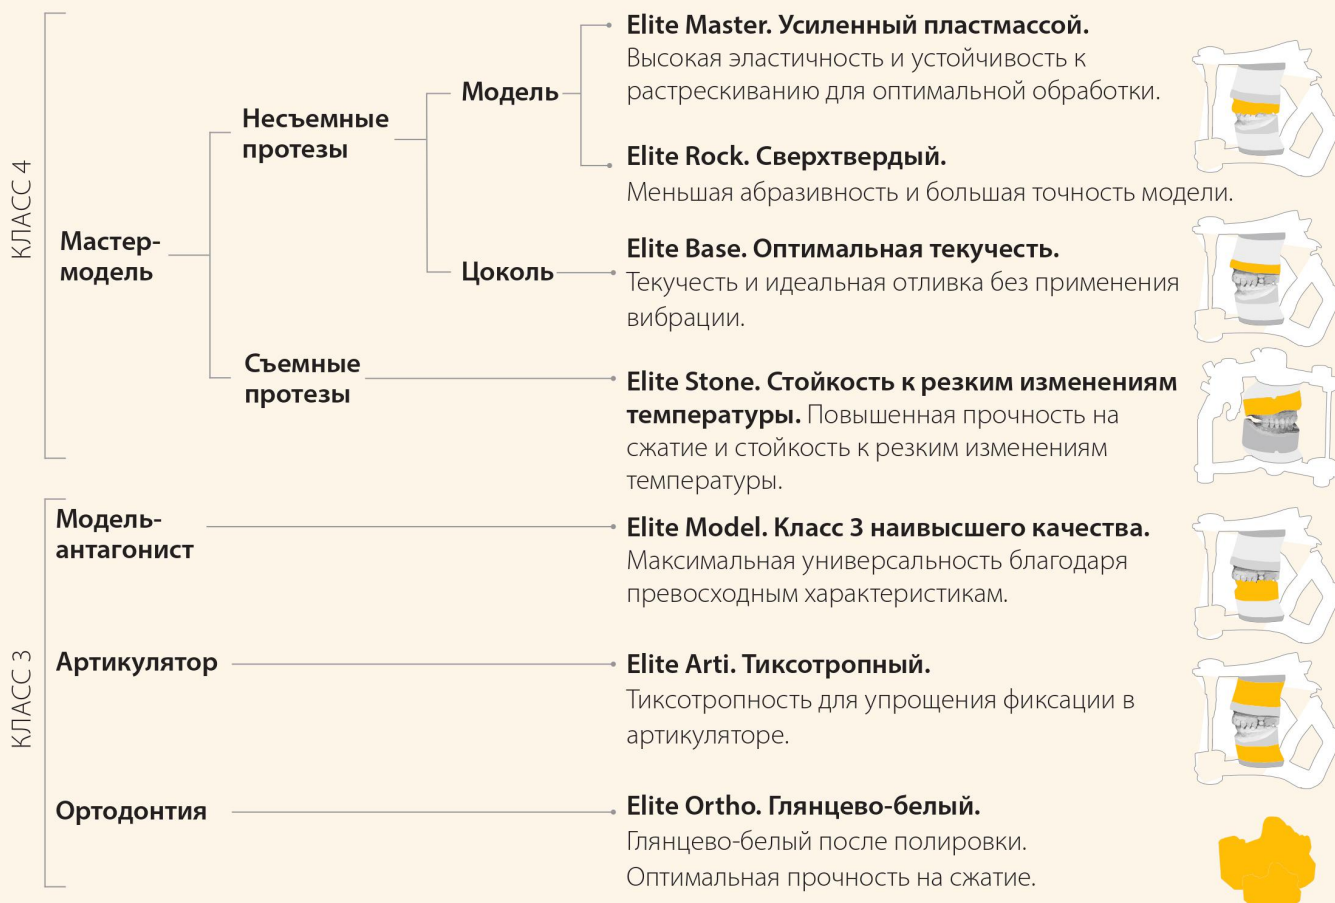 КЛАСС 4
Мастер-
модель
Несъемные
протезы
Модель
Elite Master. Усиленный пластмассой.
Высокая эластичность и устойчивость к
растрескиванию для оптимальной обработки.
Elite Rock. Сверхтвердый.
Меньшая абразивность и большая точность модели.
Цоколь
Elite Base. Оптимальная текучесть.
Текучесть и идеальная отливка без применения
вибрации.
Съемные
протезы
Elite Stone. Стойкость к резким изменениям
температуры. Повышенная прочность на
сжатие и стойкость к резким изменениям
температуры.
КЛАСС 3
Модель-
антагонист
Elite Model. Класс 3 наивысшего качества.
Максимальная универсальность благодаря
превосходным характеристикам.
Артикулятор
Elite Arti. Тиксотропный.
Тиксотропность для упрощения фиксации в
артикуляторе.
Ортодонтия
Elite Ortho. Глянцево-белый.
Глянцево-белый после полировки.
Оптимальная прочность на сжатие.